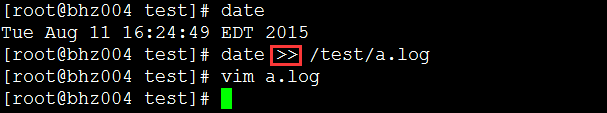 [root@bhz004 test]# date
Tue Aug 11 16:24:49 EDT 2015
[root@bhz004 test]# date >> /test/a.log
[root@bhz004 test]# vim a.log
[root@bhz004 test]#